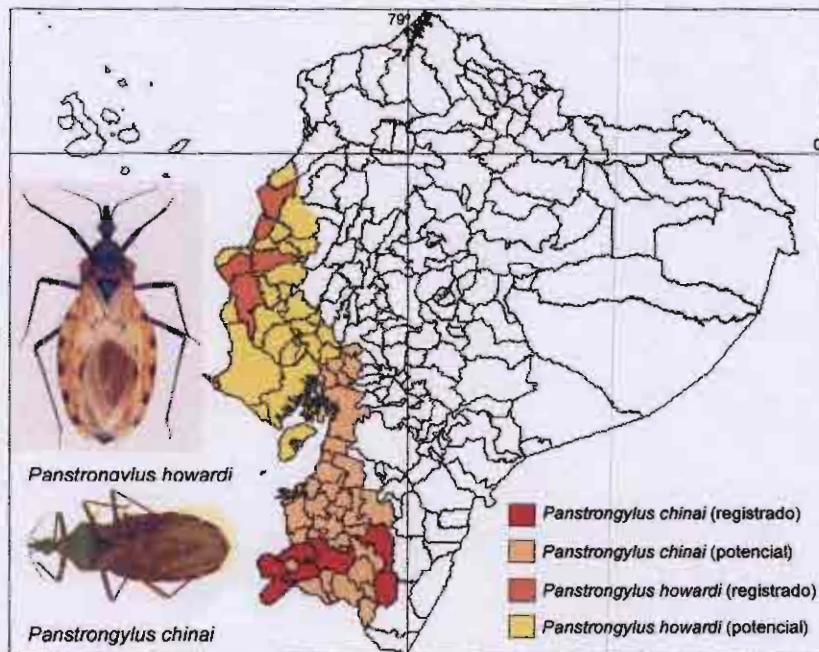 79°
0
Panstrongylus howardi
Panstrongylus chinai
Panstrongylus chinai (registrado)
Panstrongylus chinai (potencial)
Panstrongylus howardi (registrado)
Panstrongylus howardi (potencial)